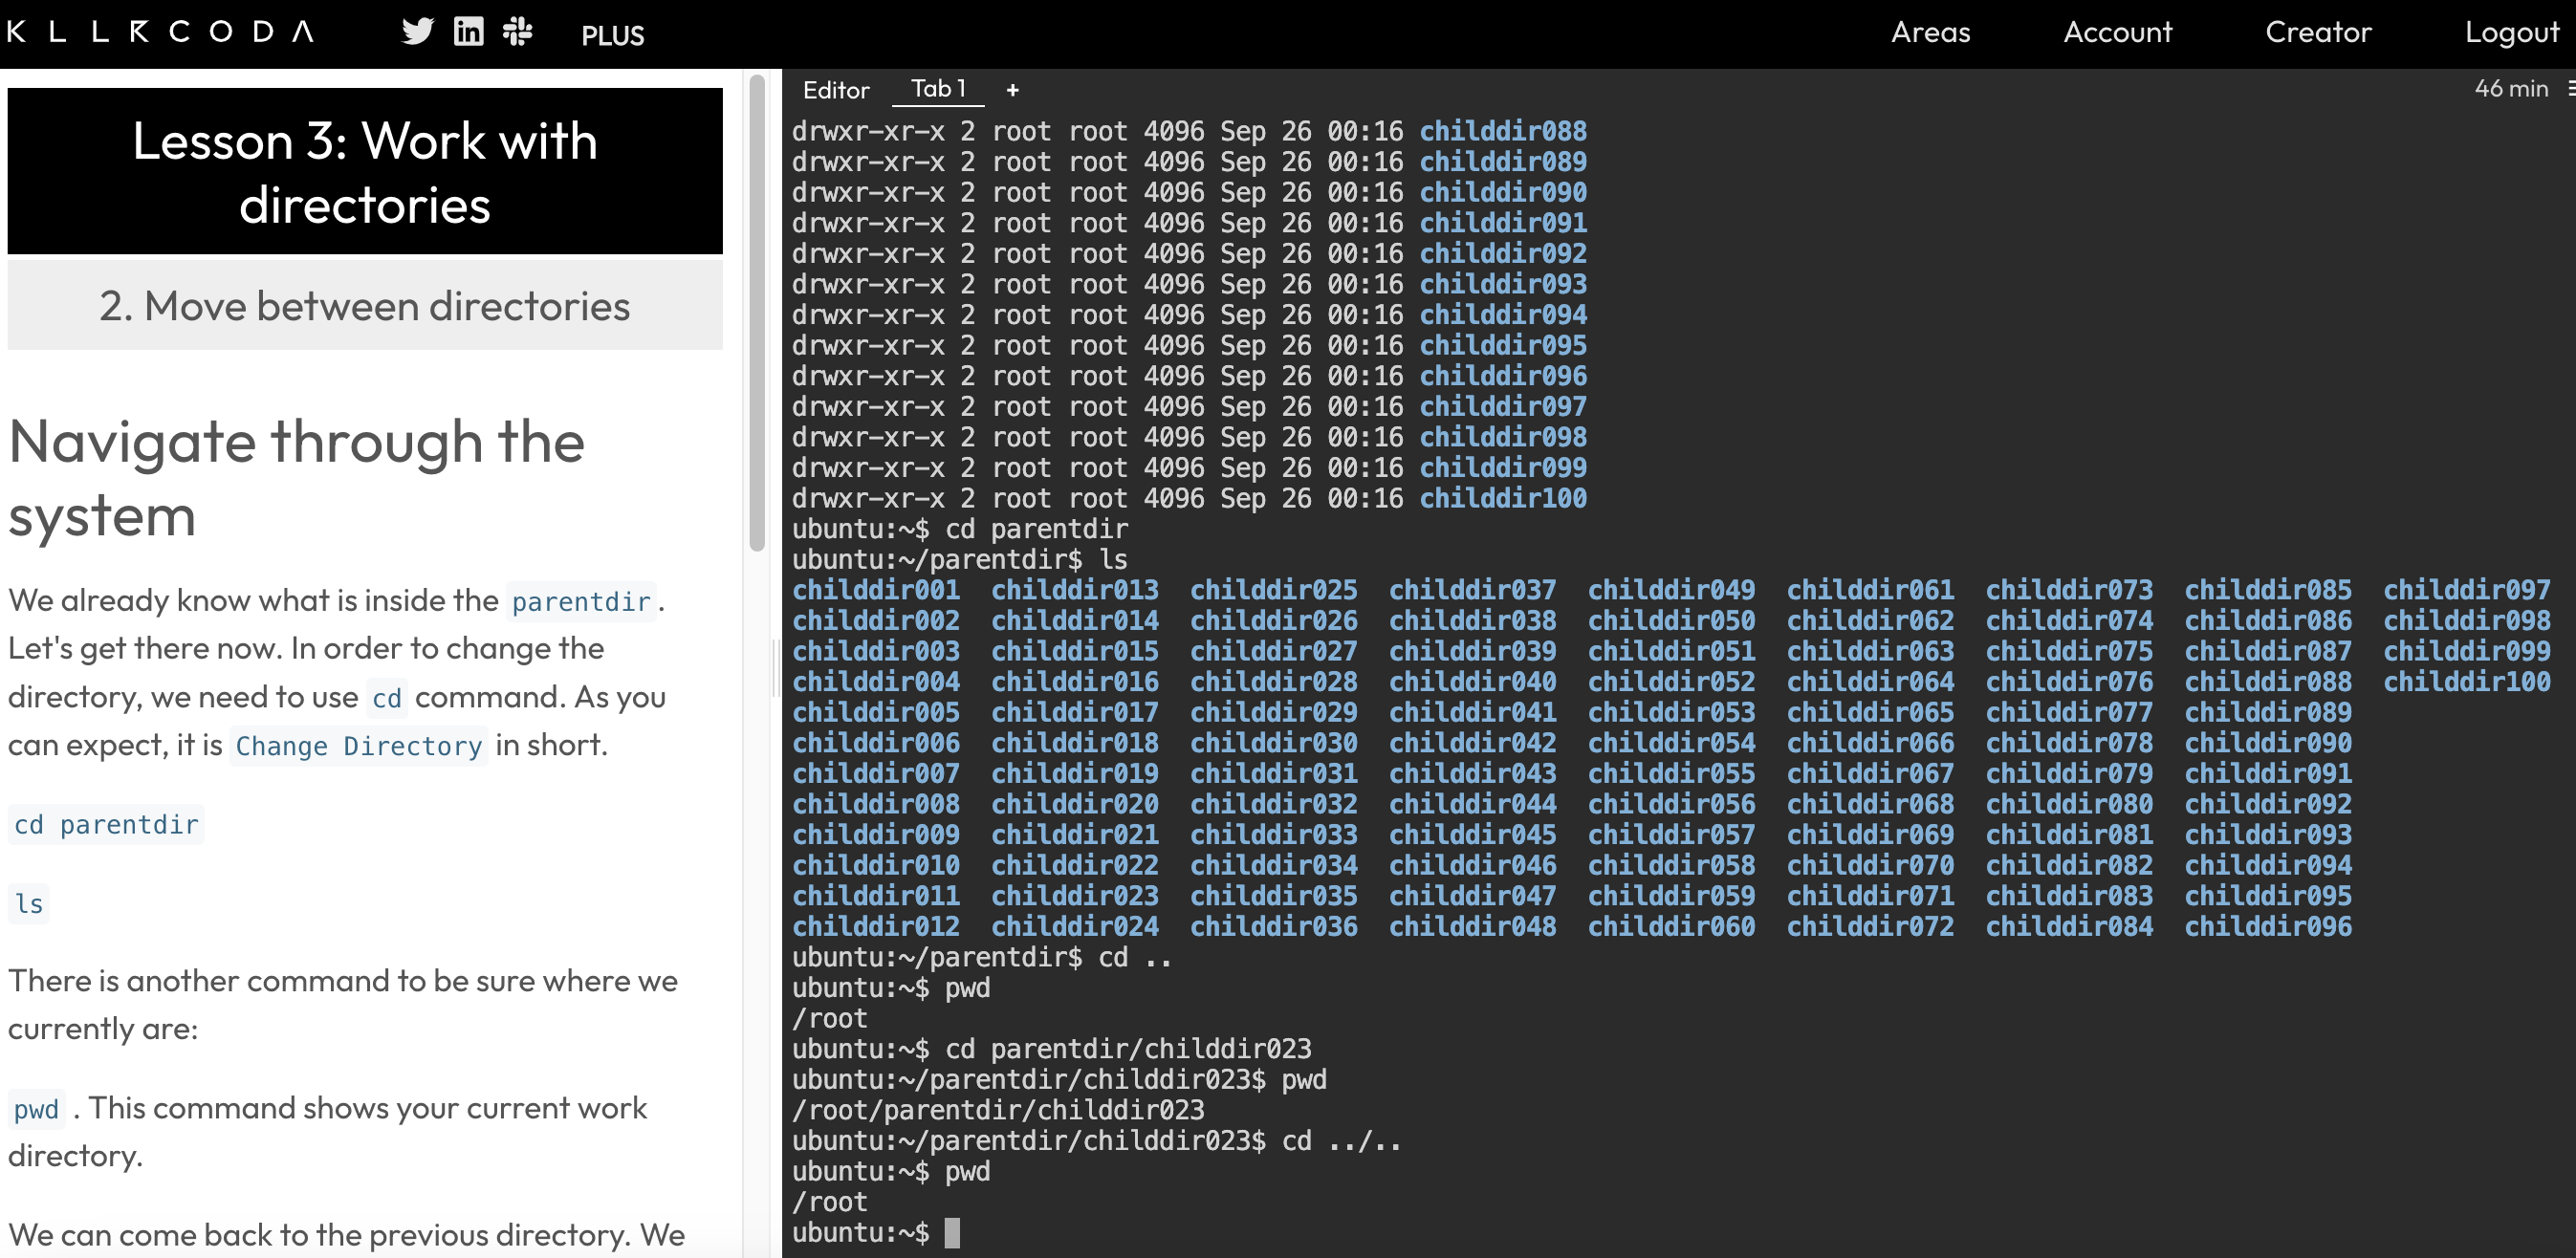 KLLRCODA PLUS Areas Account Creator Logout
Lesson 3: Work with
directories
2. Move between directories
Navigate through the
system
We already know what is inside the parentdir.
Let's get there now. In order to change the
directory, we need to use cd command. As you
can expect, it is Change Directory in short.
cd parentdir
ls
There is another command to be sure where we
currently are:
pwd . This command shows your current work
directory.
We can come back to the previous directory. We
Editor Tab 1 + 46 min
drwxr-xr-x 2 root root 4096 Sep 26 00:16 childdir088
drwxr-xr-x 2 root root 4096 Sep 26 00:16 childdir089
drwxr-xr-x 2 root root 4096 Sep 26 00:16 childdir090
drwxr-xr-x 2 root root 4096 Sep 26 00:16 childdir091
drwxr-xr-x 2 root root 4096 Sep 26 00:16 childdir092
drwxr-xr-x 2 root root 4096 Sep 26 00:16 childdir093
drwxr-xr-x 2 root root 4096 Sep 26 00:16 childdir094
drwxr-xr-x 2 root root 4096 Sep 26 00:16 childdir095
drwxr-xr-x 2 root root 4096 Sep 26 00:16 childdir096
drwxr-xr-x 2 root root 4096 Sep 26 00:16 childdir097
drwxr-xr-x 2 root root 4096 Sep 26 00:16 childdir098
drwxr-xr-x 2 root root 4096 Sep 26 00:16 childdir099
drwxr-xr-x 2 root root 4096 Sep 26 00:16 childdir100
ubuntu:~$ cd parentdir
ubuntu:~/parentdir$ ls
childdir001 childdir013 childdir025 childdir037 childdir049 childdir061 childdir073 childdir085 childdir097
childdir002 childdir014 childdir026 childdir038 childdir050 childdir062 childdir074 childdir086 childdir098
childdir003 childdir015 childdir027 childdir039 childdir051 childdir063 childdir075 childdir087 childdir099
childdir004 childdir016 childdir028 childdir040 childdir052 childdir064 childdir076 childdir088 childdir100
childdir005 childdir017 childdir029 childdir041 childdir053 childdir065 childdir077 childdir089
childdir006 childdir018 childdir030 childdir042 childdir054 childdir066 childdir078 childdir090
childdir007 childdir019 childdir031 childdir043 childdir055 childdir067 childdir079 childdir091
childdir008 childdir020 childdir032 childdir044 childdir056 childdir068 childdir080 childdir092
childdir009 childdir021 childdir033 childdir045 childdir057 childdir069 childdir081 childdir093
childdir010 childdir022 childdir034 childdir046 childdir058 childdir070 childdir082 childdir094
childdir011 childdir023 childdir035 childdir047 childdir059 childdir071 childdir083 childdir095
childdir012 childdir024 childdir036 childdir048 childdir060 childdir072 childdir084 childdir096
ubuntu:~/parentdir$ cd ..
ubuntu:~$ pwd
/root
ubuntu:~$ cd parentdir/childdir023
ubuntu:~/parentdir/childdir023$ pwd
/root/parentdir/childdir023
ubuntu:~/parentdir/childdir023$ cd ../..
ubuntu:~$ pwd
/root
ubuntu:~$